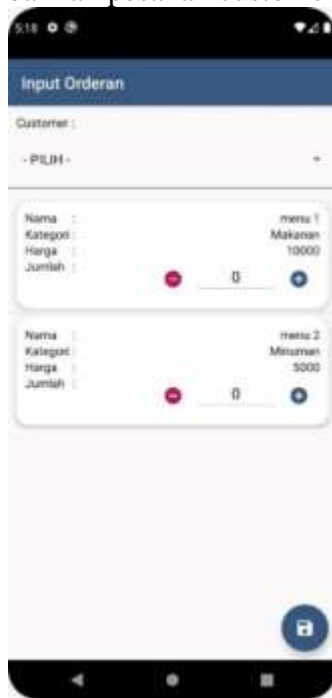 5:18
Input Orderan
Customer :
- PILIH -
Nama : menu 1
Kategori : Makanan
Harga : 10000
Jumlah :
0
Nama : menu 2
Kategori : Minuman
Harga : 5000
Jumlah :
0